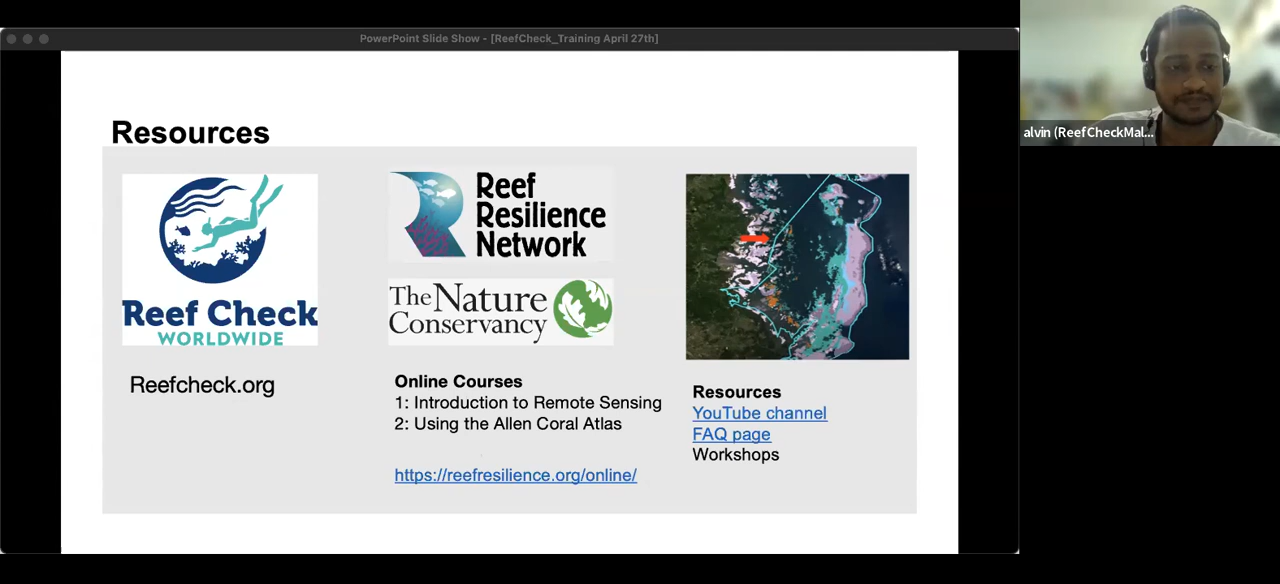 PowerPoint Slide Show - [ReefCheck_Training April 27th]
alvin (ReefCheckMal...
Resources
Reef Check
WORLDWIDE
Reefcheck.org
Reef
Resilience
Network
The Nature
Conservancy
Online Courses
1: Introduction to Remote Sensing
2: Using the Allen Coral Atlas
https://reefresilience.org/online/
Resources
YouTube channel
FAQ page
Workshops